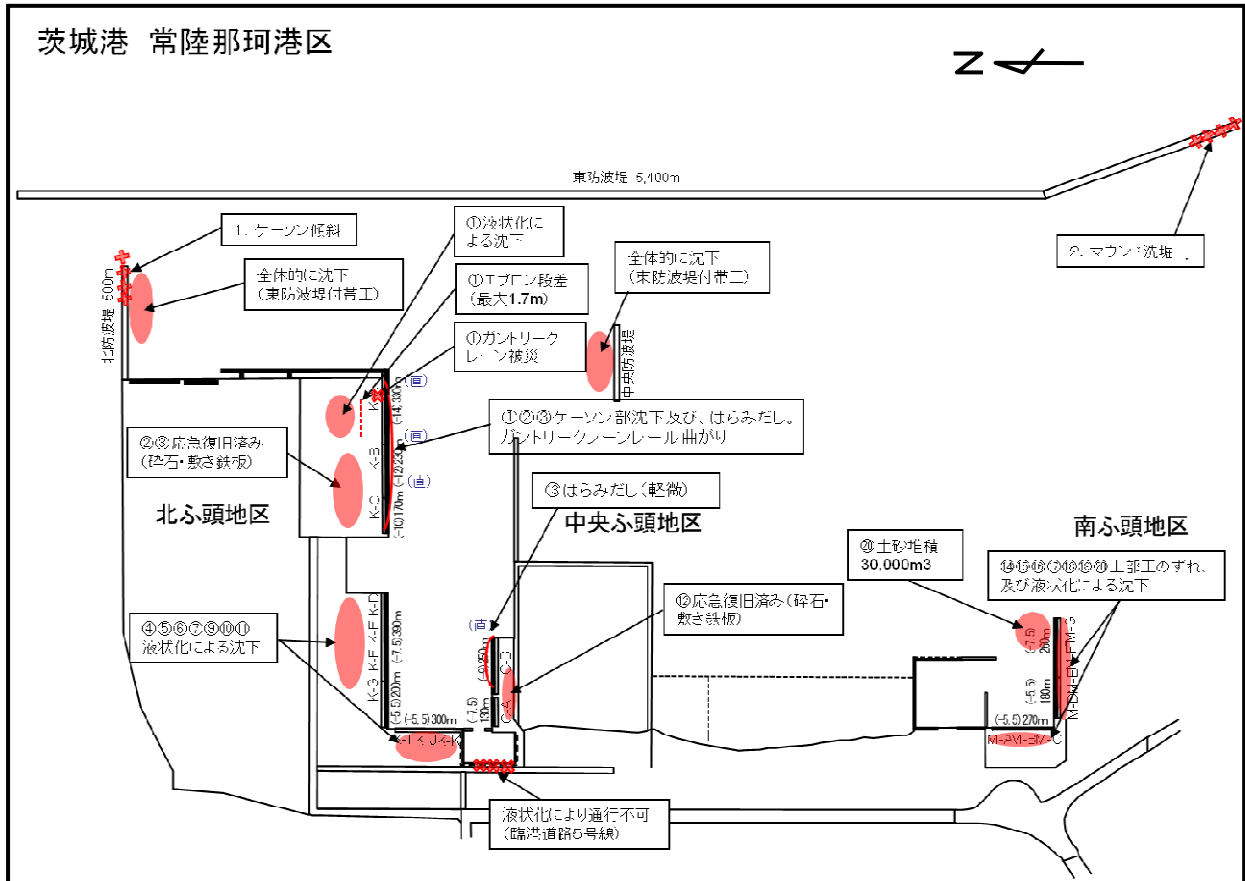 茨城港 常陸那珂港区
N
東防波堤 5,400m
1. ケーソン傾斜
①液状化に
よる沈下
全体的に沈下
(東防波堤付帯工)
①エプロン段差
(最大1.7m)
全体的に沈下
(東防波堤付帯工)
2. マウンド洗堀
北防波堤 500m
①ガントリーク
レーン被災
中央防波堤
(直)
(-14)330m
①②③ケーソン部沈下及び、はらみだし。
ガントリークレーンレール曲がり
②③応急復旧済み
(砕石・敷き鉄板)
K-B
(-12)230m
(直)
K-C
(-10)170m
(直)
北ふ頭地区
③はらみだし(軽微)
中央ふ頭地区
南ふ頭地区
⑳土砂堆積
30,000m3
⑭⑮⑯⑰⑱⑲⑳上部工のずれ、
及び液状化による沈下
⑫応急復旧済み(砕石・
敷き鉄板)
④⑤⑥⑦⑨⑩⑪
液状化による沈下
K-G K-F K-E K-D
(-5.5)200m (-7.5)390m
(-5.5)300m
(直)
(-7.5)
130m
C-A
C-B
(-7.5)
260m
(-5.5)
180m
(-5.5)270m
液状化により通行不可
(臨港道路5号線)